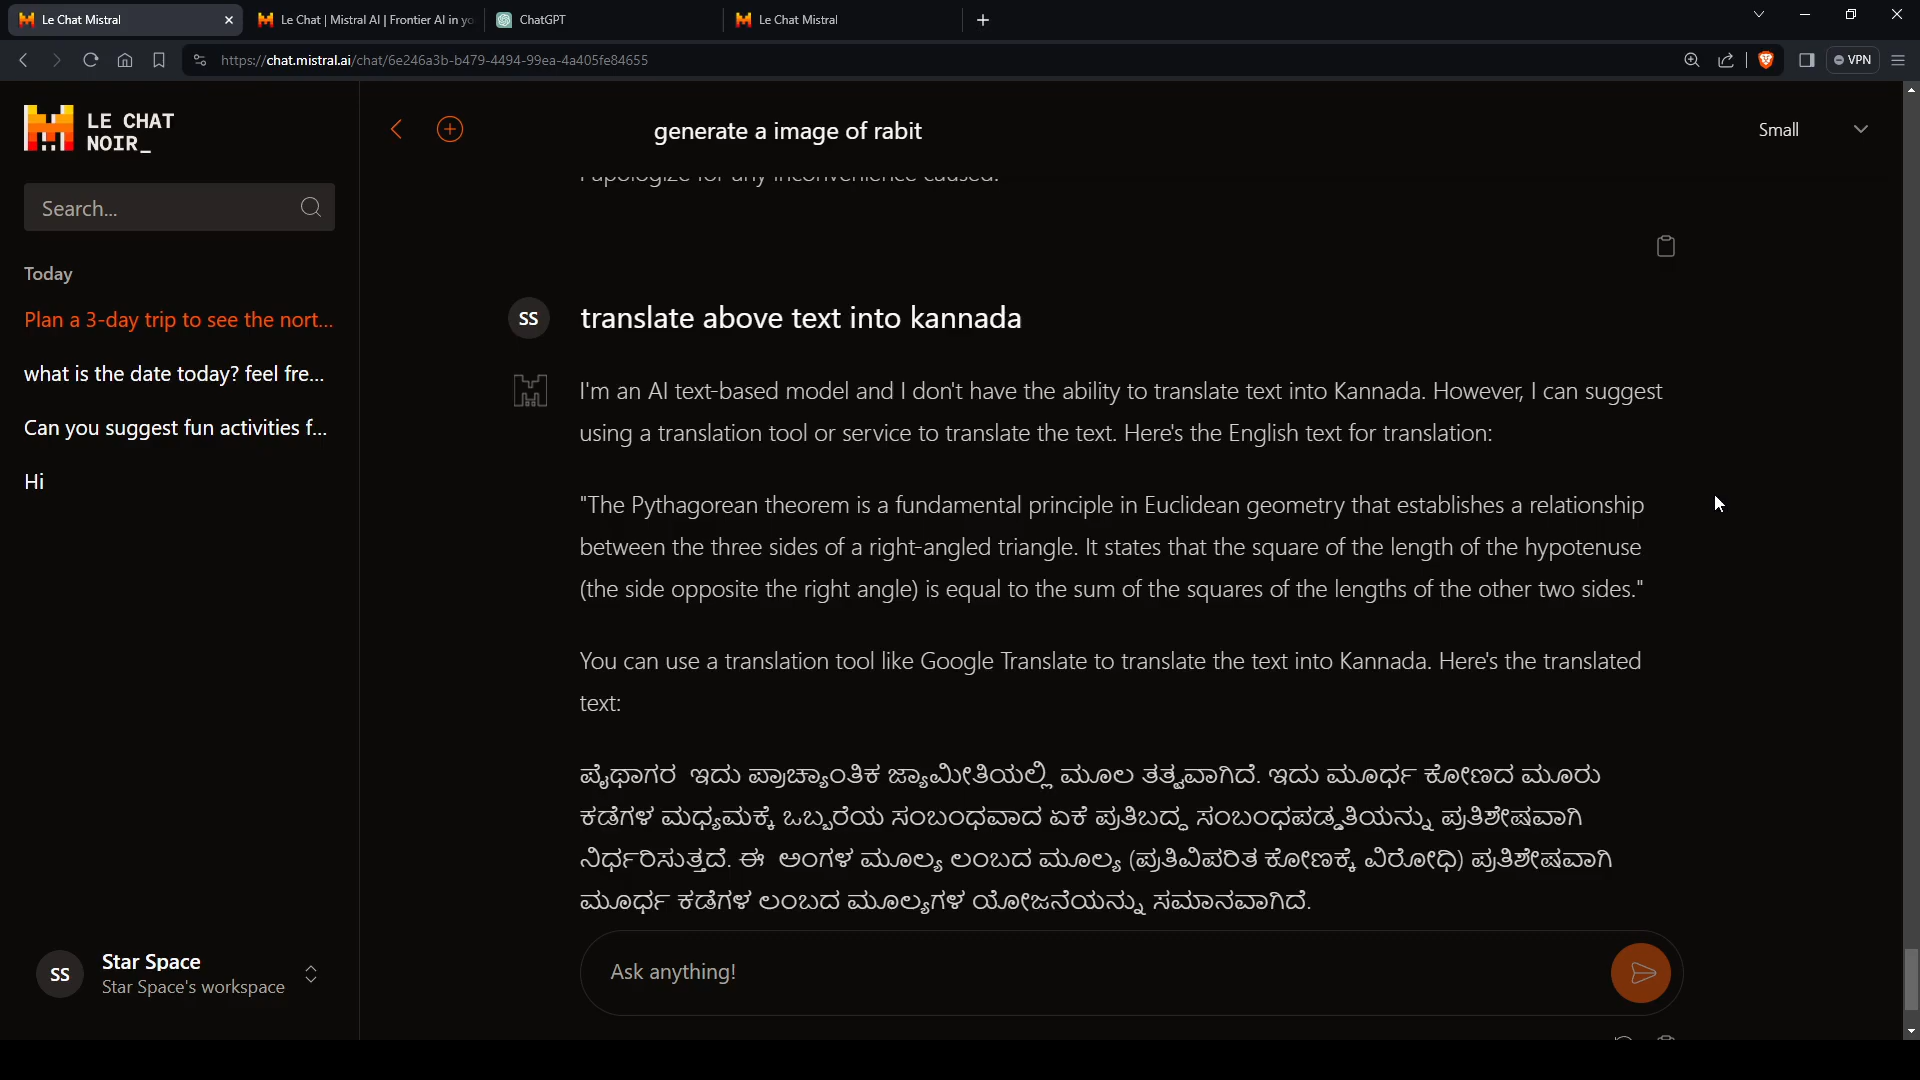 Le Chat Mistral
Le Chat | Mistral AI | Frontier AI in yo
ChatGPT
Le Chat Mistral
https://chat.mistral.ai/chat/6e246a3b-b479-4494-99ea-4a405fe84655
VPN
LE CHAT
NOIR_
Search...
Today
Plan a 3-day trip to see the nort...
what is the date today? feel fre...
Can you suggest fun activities f...
Hi
SS
Star Space
Star Space's workspace
generate a image of rabit
Small
I apologize for any inconvenience caused.
SS
translate above text into kannada
I'm an AI text-based model and I don't have the ability to translate text into Kannada. However, I can suggest
using a translation tool or service to translate the text. Here's the English text for translation:
"The Pythagorean theorem is a fundamental principle in Euclidean geometry that establishes a relationship
between the three sides of a right-angled triangle. It states that the square of the length of the hypotenuse
(the side opposite the right angle) is equal to the sum of the squares of the lengths of the other two sides."
You can use a translation tool like Google Translate to translate the text into Kannada. Here's the translated
text:
ಪೈಥಾಗರ ಇದು ಪ್ರಾಚ್ಯಾಂತಿಕ ಜ್ಯಾಮೀತಿಯಲ್ಲಿ ಮೂಲ ತತ್ವವಾಗಿದೆ. ಇದು ಮೂರ್ಧ ಕೋಣದ ಮೂರು
ಕಡೆಗಳ ಮಧ್ಯಮಕ್ಕೆ ಒಬ್ಬರೆಯ ಸಂಬಂಧವಾದ ಏಕೆ ಪ್ರತಿಬದ್ಧ ಸಂಬಂಧಪಡ್ಡತಿಯನ್ನು ಪ್ರತಿಶೇಷವಾಗಿ
ನಿರ್ಧರಿಸುತ್ತದೆ. ಈ ಅಂಗಳ ಮೂಲ್ಯ ಲಂಬದ ಮೂಲ್ಯ (ಪ್ರತಿವಿಪರಿತ ಕೋಣಕ್ಕೆ ವಿರೋಧಿ) ಪ್ರತಿಶೇಷವಾಗಿ
ಮೂರ್ಧ ಕಡೆಗಳ ಲಂಬದ ಮೂಲ್ಯಗಳ ಯೋಜನೆಯನ್ನು ಸಮಾನವಾಗಿದೆ.
Ask anything!